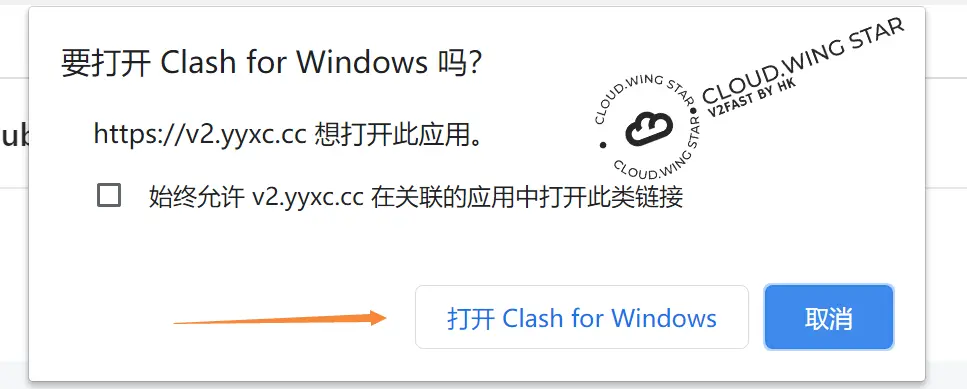 要打开 Clash for Windows 吗?
CLOUD.WING STAR
V2FAST BY HK
CLOUD.WING STAR
CLOUD.WING STAR
ub
https://v2.yyxc.cc 想打开此应用。
始终允许 v2.yyxc.cc 在关联的应用中打开此类链接
打开 Clash for Windows
取消